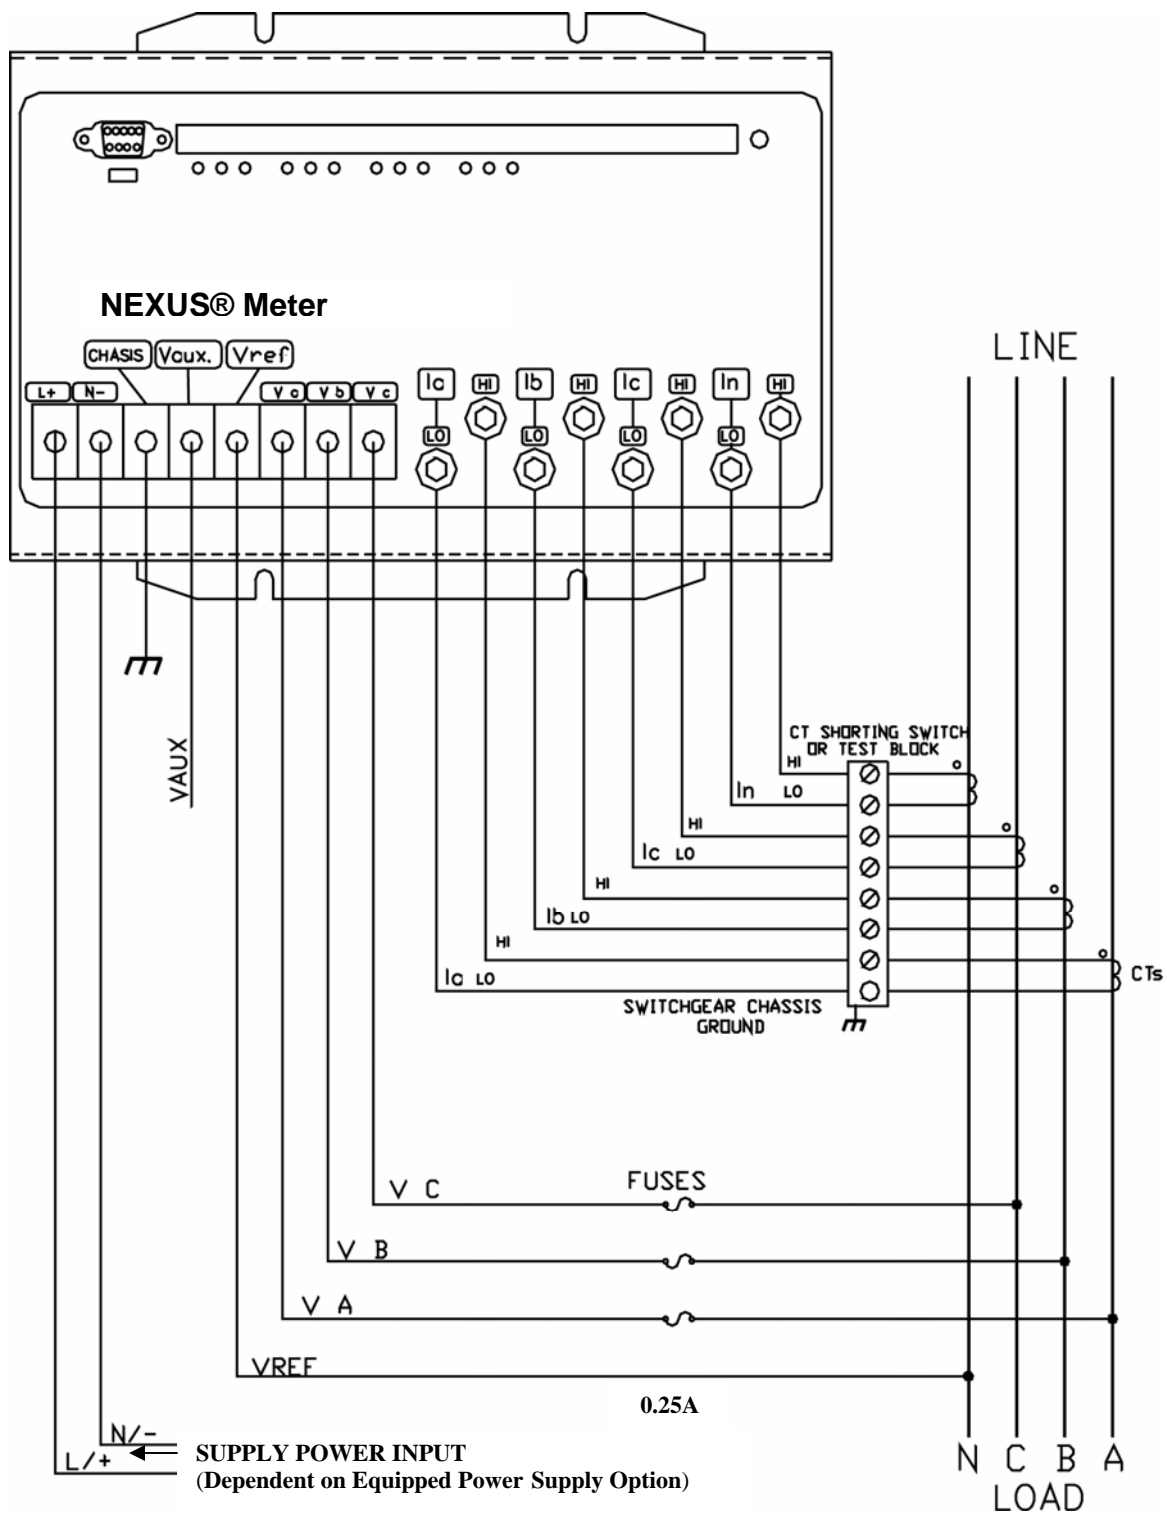 NEXUS® Meter
CHASIS Vaux. Vref
L+ N- Va Vb Vc
Ia HI Ib HI Ic HI In HI
LO LO LO LO
LINE
VAUX
CT SHORTING SWITCH
OR TEST BLOCK
HI
In LO
HI
Ic LO
HI
Ib LO
HI
Ia LO
CTs
SWITCHGEAR CHASSIS
GROUND
FUSES
V C
V B
V A
VREF
0.25A
N/-
L/+
SUPPLY POWER INPUT
(Dependent on Equipped Power Supply Option)
N C B A
LOAD